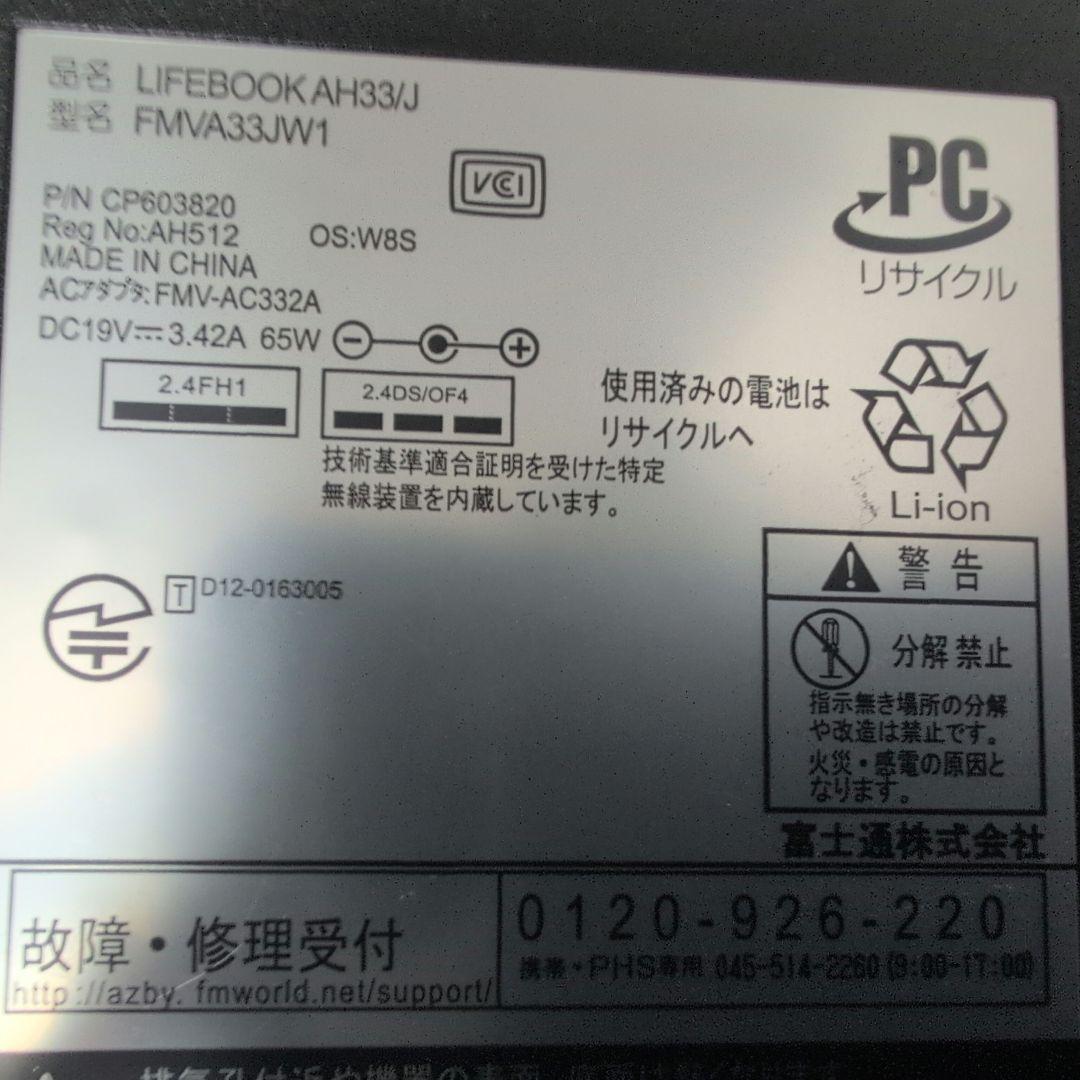 品名 LIFEBOOK AH33/J
型名 FMVA33JW1
VCCI
P/N CP603820
Reg No:AH512 OS:W8S
MADE IN CHINA
ACアダプタ:FMV-AC332A
DC19V⎓3.42A 65W
PC
リサイクル
2.4FH1
2.4DS/OF4
技術基準適合証明を受けた特定
無線装置を内蔵しています。
使用済みの電池は
リサイクルへ
Li-ion
T D12-0163005
警告
分解禁止
指示無き場所の分解
や改造は禁止です。
火災・感電の原因と
なります。
富士通株式会社
故障・修理受付
http://azby.fmworld.net/support/
0120-926-220
携帯・PHS専用 045-514-2260 (9:00-17:00)